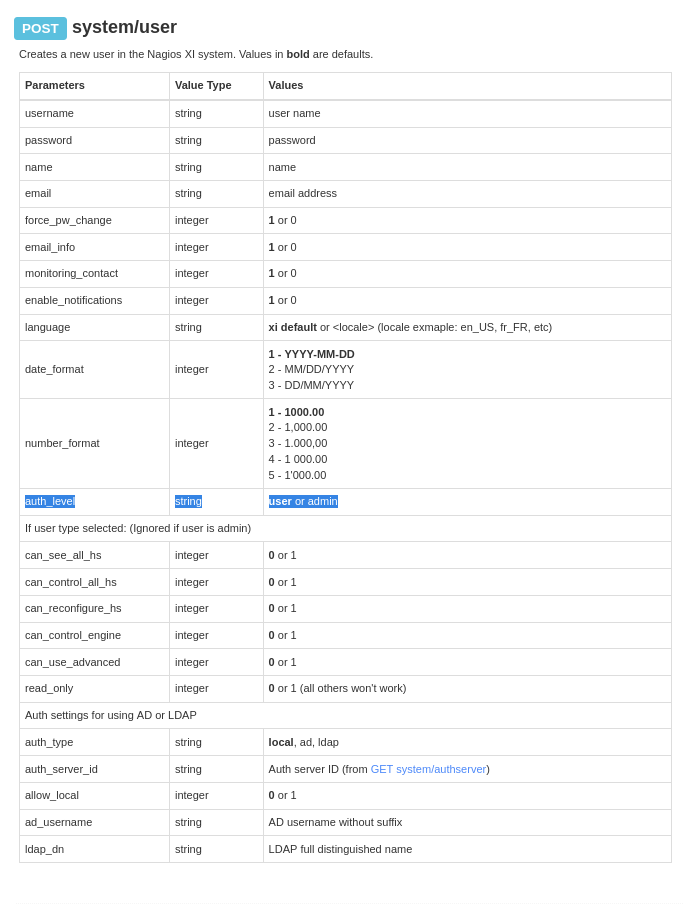 POST system/user
Creates a new user in the Nagios XI system. Values in bold are defaults.
Parameters Value Type Values
username string user name
password string password
name string name
email string email address
force_pw_change integer 1 or 0
email_info integer 1 or 0
monitoring_contact integer 1 or 0
enable_notifications integer 1 or 0
language string xi default or <locale> (locale exmaple: en_US, fr_FR, etc)
date_format integer 1 - YYYY-MM-DD
2 - MM/DD/YYYY
3 - DD/MM/YYYY
number_format integer 1 - 1000.00
2 - 1,000.00
3 - 1.000,00
4 - 1 000.00
5 - 1'000.00
auth_level string user or admin
If user type selected: (Ignored if user is admin)
can_see_all_hs integer 0 or 1
can_control_all_hs integer 0 or 1
can_reconfigure_hs integer 0 or 1
can_control_engine integer 0 or 1
can_use_advanced integer 0 or 1
read_only integer 0 or 1 (all others won't work)
Auth settings for using AD or LDAP
auth_type string local, ad, ldap
auth_server_id string Auth server ID (from GET system/authserver)
allow_local integer 0 or 1
ad_username string AD username without suffix
ldap_dn string LDAP full distinguished name